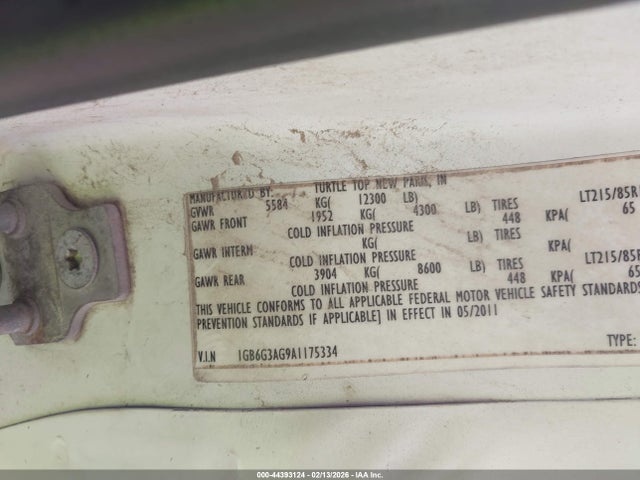 MANUFACTURED BY: TURTLE TOP NEW PARIS, IN
GVWR 5584 KG( 12300 LB)
GAWR FRONT 1952 KG( 4300 LB) TIRES LT215/85R
COLD INFLATION PRESSURE 448 KPA( 65
GAWR INTERM KG( LB) TIRES
COLD INFLATION PRESSURE KPA(
GAWR REAR 3904 KG( 8600 LB) TIRES LT215/85R
COLD INFLATION PRESSURE 448 KPA( 65
THIS VEHICLE CONFORMS TO ALL APPLICABLE FEDERAL MOTOR VEHICLE SAFETY STANDARDS
PREVENTION STANDARDS IF APPLICABLE] IN EFFECT IN 05/2011
V.I.N 1GB6G3AG9A1175334 TYPE:
000-44393124 - 02/13/2026 - IAA Inc.